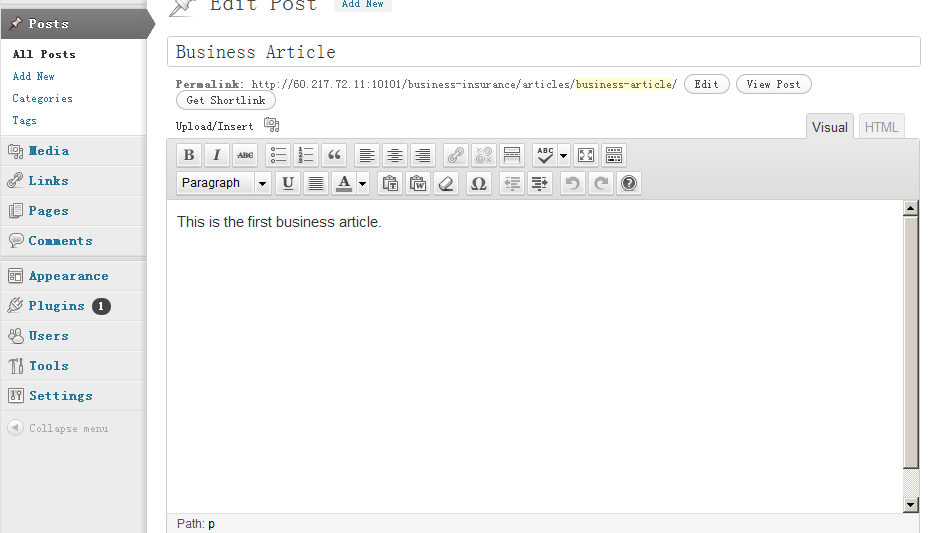 Posts
All Posts
Add New
Categories
Tags
Media
Links
Pages
Comments
Appearance
Plugins 1
Users
Tools
Settings
Collapse menu
Edit Post Add New
Business Article
Permalink: http://60.217.72.11:10101/business-insurance/articles/business-article/ Edit View Post
Get Shortlink
Upload/Insert
Visual HTML
B I ABC ABC
Paragraph U A T W Ω ?
This is the first business article.
Path: p